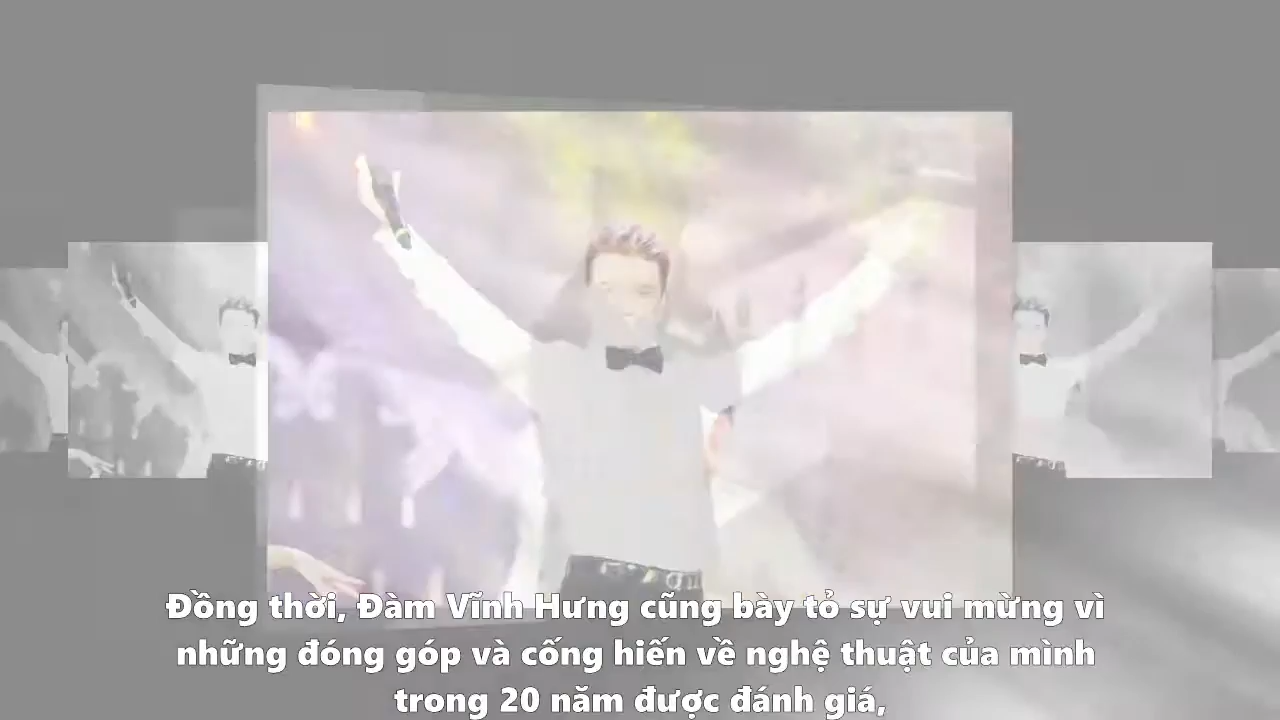 Đồng thời, Đàm Vĩnh Hưng cũng bày tỏ sự vui mừng vì
những đóng góp và cống hiến về nghệ thuật của mình
trong 20 năm được đánh giá,